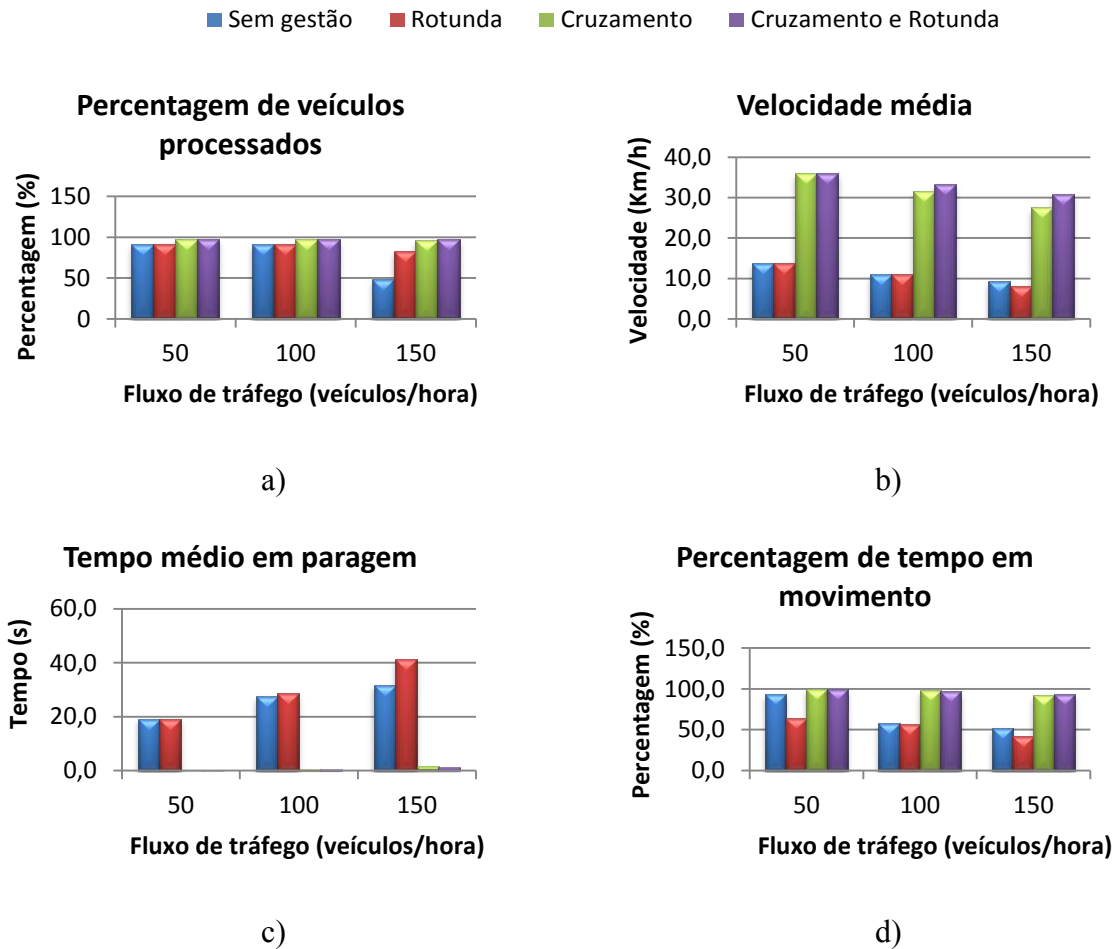 Sem gestão Rotunda Cruzamento Cruzamento e Rotunda
Percentagem de veículos
processados
Percentagem (%)
150
100
50
0
50 100 150
Fluxo de tráfego (veículos/hora)
a)
Velocidade média
Velocidade (Km/h)
40,0
30,0
20,0
10,0
0,0
50 100 150
Fluxo de tráfego (veículos/hora)
b)
Tempo médio em paragem
Tempo (s)
60,0
40,0
20,0
0,0
50 100 150
Fluxo de tráfego (veículos/hora)
c)
Percentagem de tempo em
movimento
Percentagem (%)
150,0
100,0
50,0
0,0
50 100 150
Fluxo de tráfego (veículos/hora)
d)